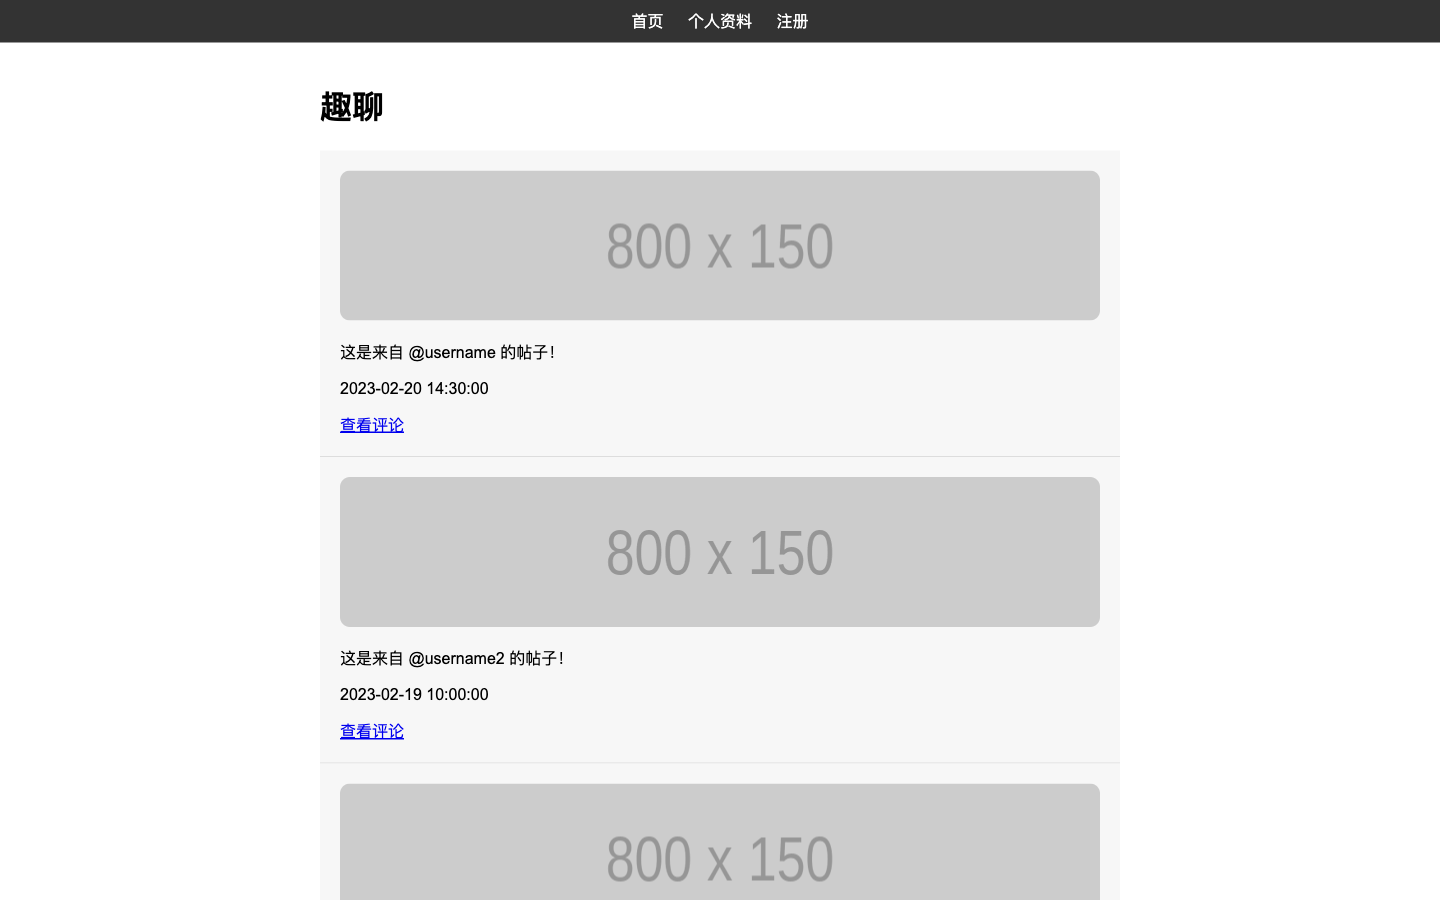 首页 个人资料 注册
趣聊
800 x 150
这是来自 @username 的帖子！
2023-02-20 14:30:00
查看评论
800 x 150
这是来自 @username2 的帖子！
2023-02-19 10:00:00
查看评论
800 x 150